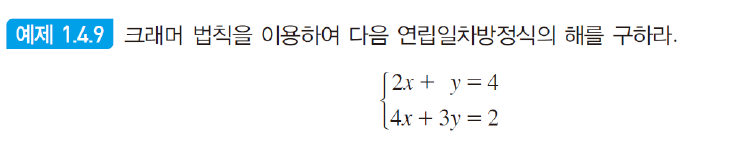 예제 1.4.9 크래머 법칙을 이용하여 다음 연립일차방정식의 해를 구하라.
2x + y = 4
4x + 3y = 2